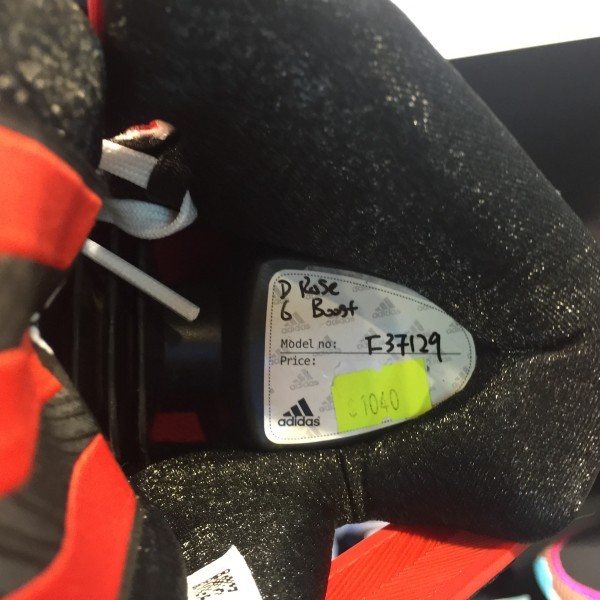 D Rose
6 Boost
Model no: F37129
Price:
$1040
adidas